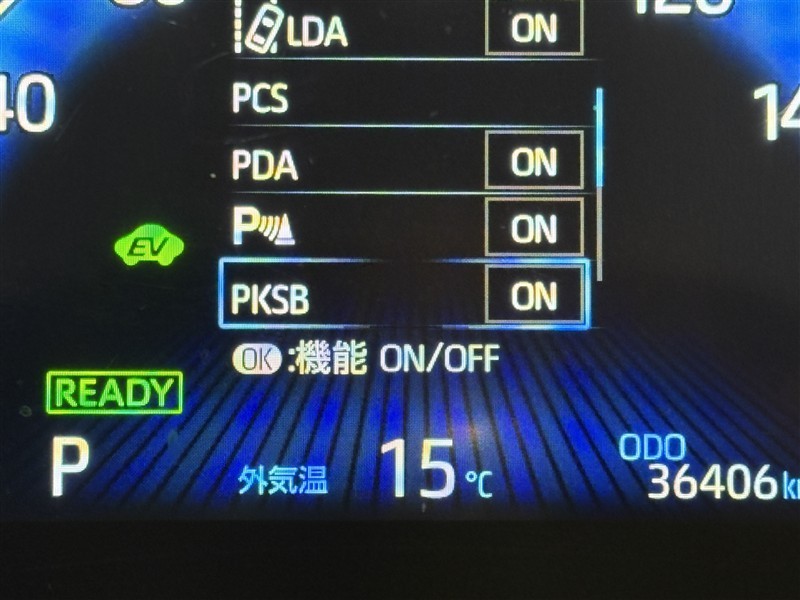 LDA ON
PCS
40
PDA ON
P ON
EV
PKSB ON
OK:機能 ON/OFF
READY
P
外気温 15℃
ODO
36406